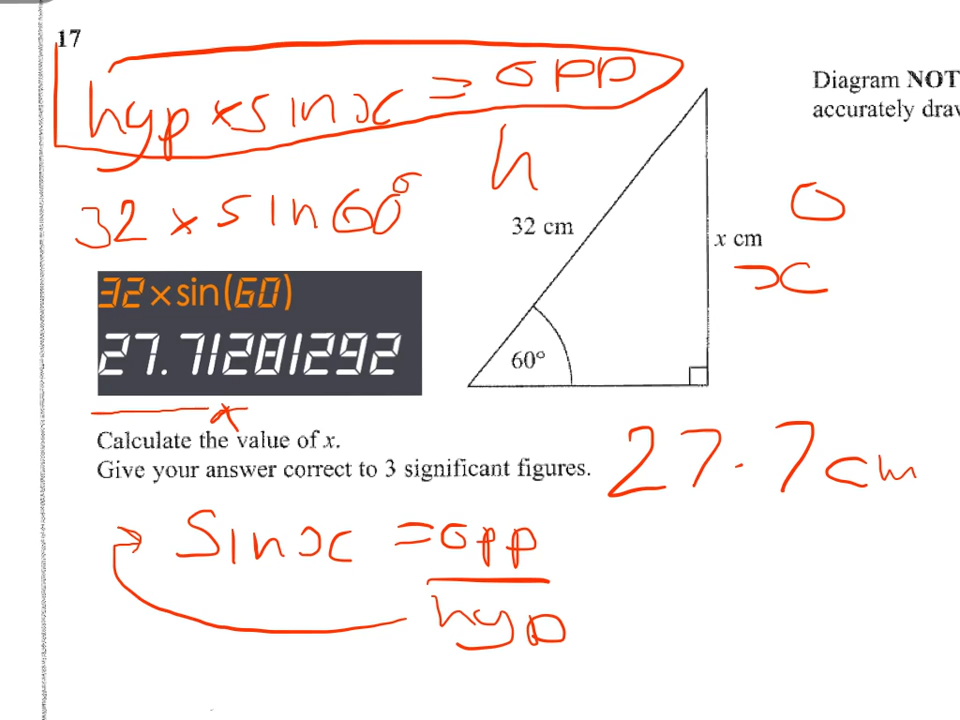 17
hyp x sin x = opp
Diagram NOT
accurately draw
h
32 x sin 60°
O
32 cm
x cm
x
32×sin(60)
27.71281292
60°
Calculate the value of x.
Give your answer correct to 3 significant figures.
27.7 cm
Sin x = opp
hyp